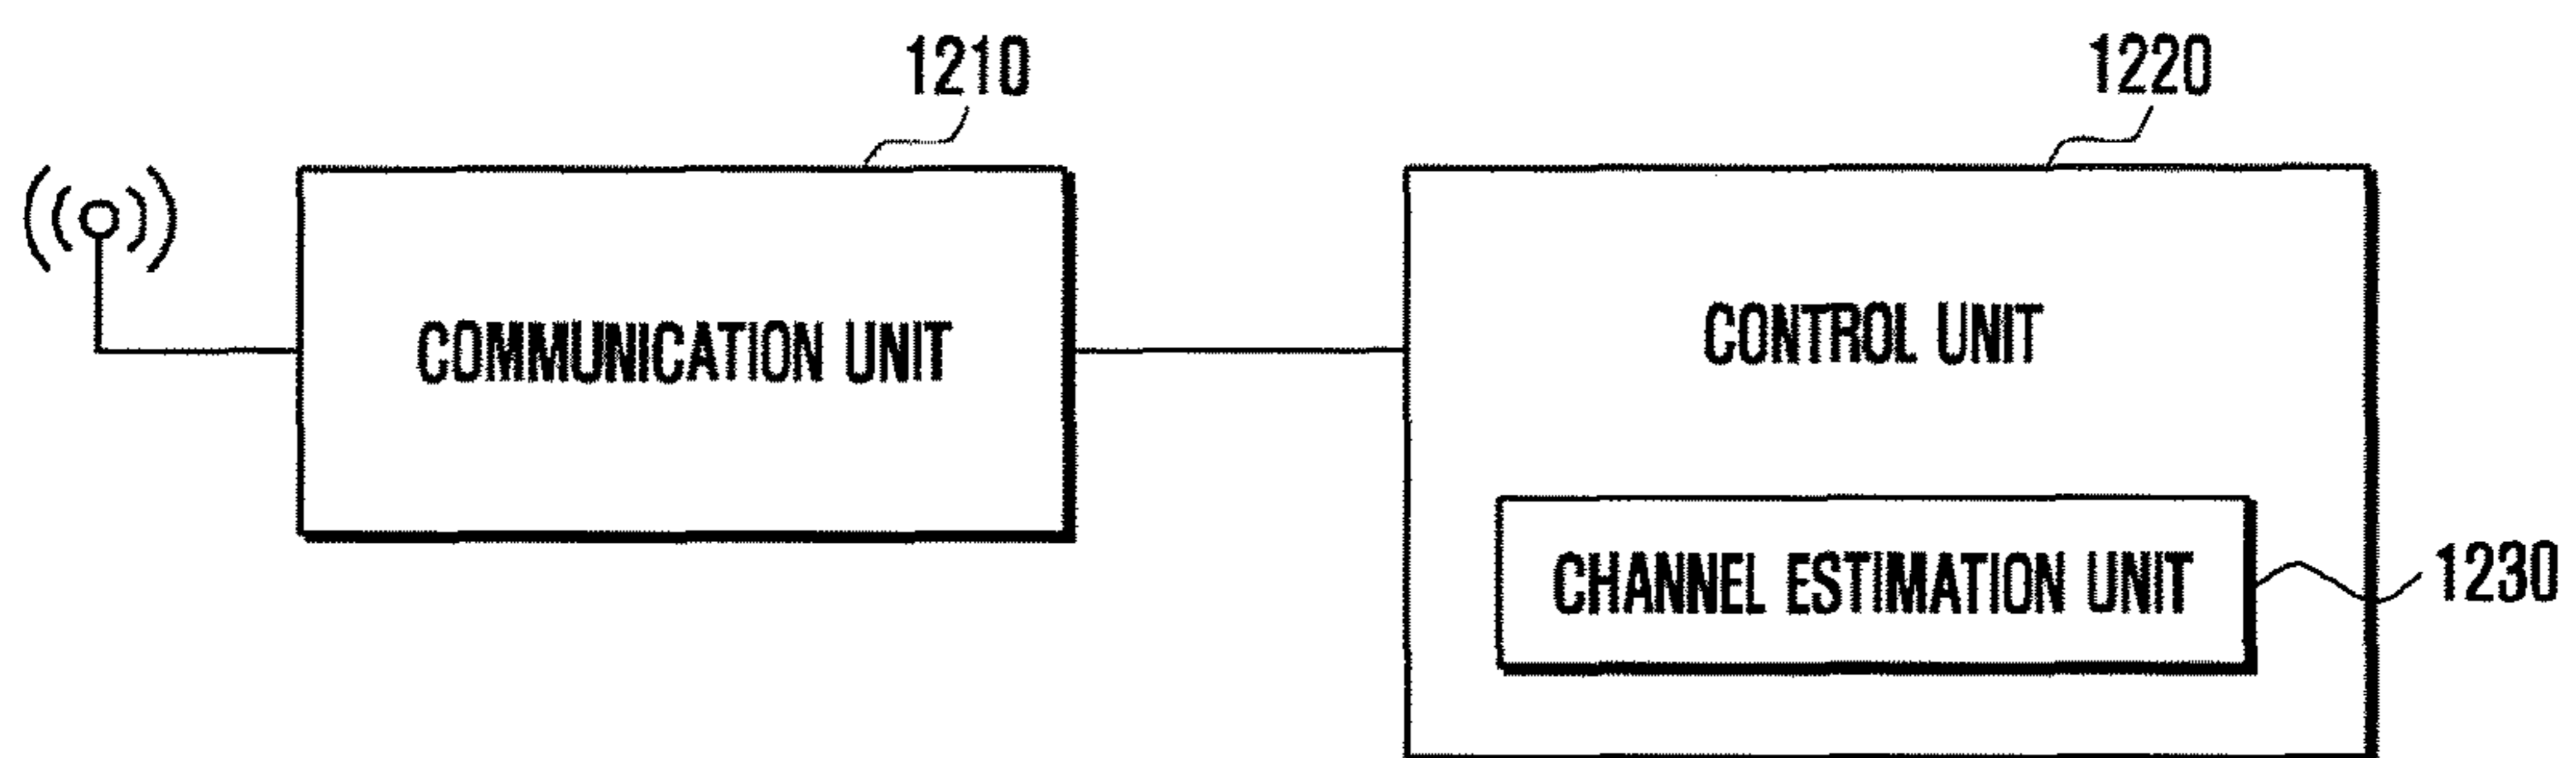 1210
1220
COMMUNICATION UNIT
CONTROL UNIT
CHANNEL ESTIMATION UNIT
1230